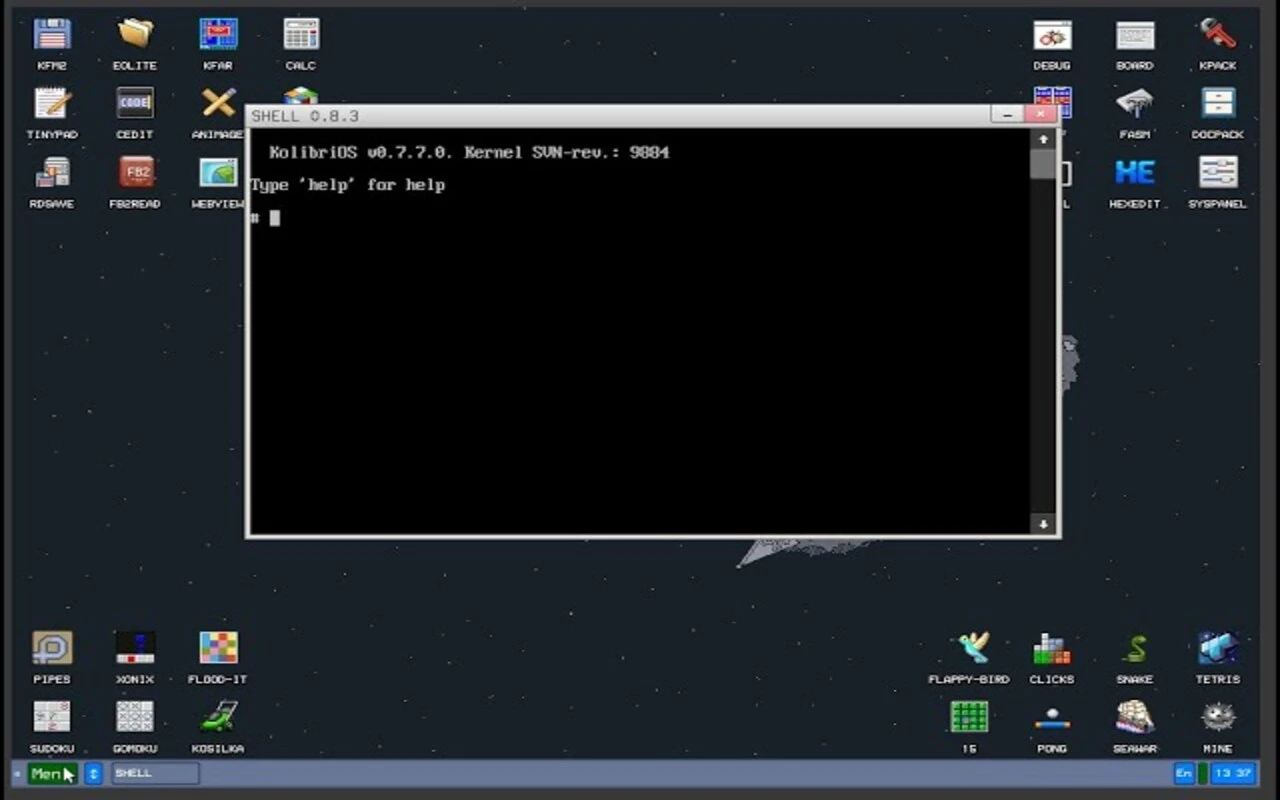 KFM2 EOLITE KFAR CALC DEBUG BOARD KPACK
TINYPAD CEDIT ANIMAGE FASM DOCPACK
RDSAVE FB2READ WEBVIEW HEXEDIT SYSPANEL
CODE
FB2
HE
SHELL 0.8.3
KolibriOS v0.7.7.0. Kernel SVN-rev.: 9884
Type 'help' for help
#
PIPES XONIX FLOOD-IT FLAPPY-BIRD CLICKS SNAKE TETRIS
SUDOKU GOMOKU KOSILKA 15 PONG SEAWAR MINE
Men SHELL En 13 37